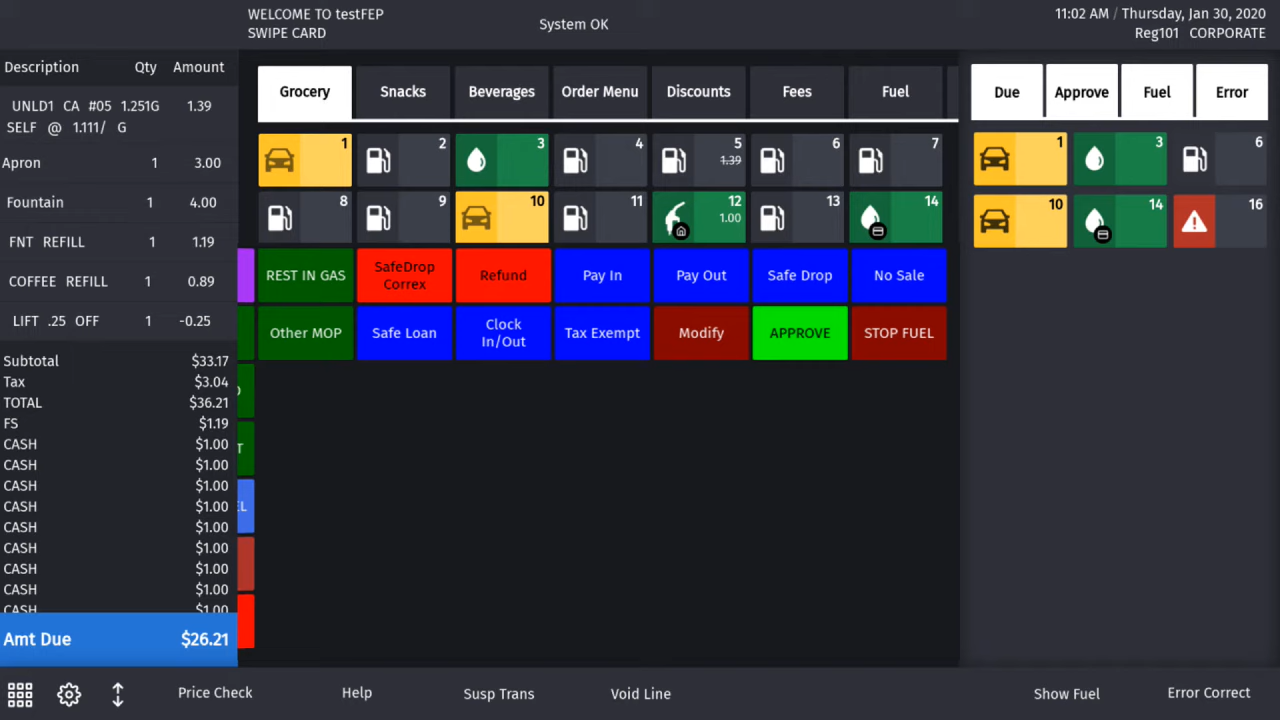 WELCOME TO testFEP
SWIPE CARD
System OK
11:02 AM / Thursday, Jan 30, 2020
Reg101 CORPORATE
Description Qty Amount
UNLD1 CA #05 1.251G 1.39
SELF @ 1.111/ G
Apron 1 3.00
Fountain 1 4.00
FNT REFILL 1 1.19
COFFEE REFILL 1 0.89
LIFT .25 OFF 1 -0.25
Subtotal $33.17
Tax $3.04
TOTAL $36.21
FS $1.19
CASH $1.00
CASH $1.00
CASH $1.00
CASH $1.00
CASH $1.00
CASH $1.00
CASH $1.00
CASH $1.00
CASH $1.00
Amt Due $26.21
Grocery Snacks Beverages Order Menu Discounts Fees Fuel
1 2 3 4 5 6 7
1.39
8 9 10 11 12 13 14
1.00
REST IN GAS SafeDrop Correx Refund Pay In Pay Out Safe Drop No Sale
Other MOP Safe Loan Clock In/Out Tax Exempt Modify APPROVE STOP FUEL
T
EL
Due Approve Fuel Error
1 3 6
10 14 16
Price Check Help Susp Trans Void Line Show Fuel Error Correct